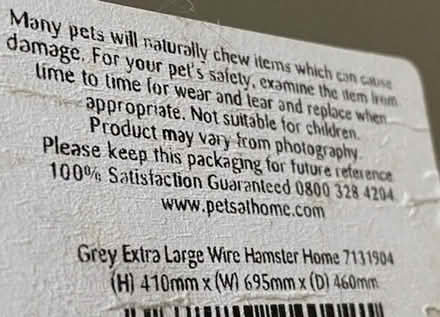 Many pets will naturally chew items which can cause
damage. For your pet's safety, examine the item from
time to time for wear and tear and replace when
appropriate. Not suitable for children.
Product may vary from photography.
Please keep this packaging for future reference
100% Satisfaction Guaranteed 0800 328 4204
www.petsathome.com
Grey Extra Large Wire Hamster Home 7131904
(H) 410mm x (W) 695mm x (D) 460mm